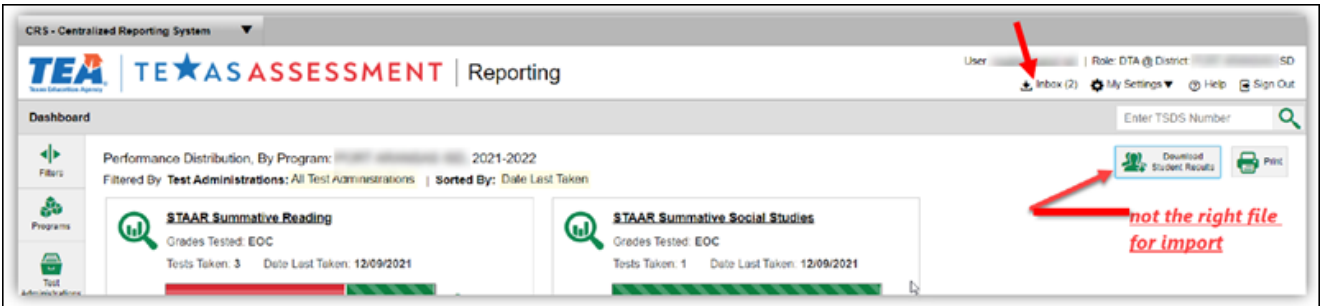 CRS - Centralized Reporting System
TEA TEXAS ASSESSMENT | Reporting
Texas Education Agency
User | Role: DTA @ District: SD
Inbox (2) My Settings Help Sign Out
Dashboard
Enter TSDS Number
Filters
Performance Distribution, By Program: 2021-2022
Filtered By Test Administrations: All Test Administrations | Sorted By: Date Last Taken
Download
Student Results
Print
not the right file
for import
Programs
STAAR Summative Reading
Grades Tested: EOC
Tests Taken: 3 Date Last Taken: 12/09/2021
STAAR Summative Social Studies
Grades Tested: EOC
Tests Taken: 1 Date Last Taken: 12/09/2021
Test
Administrations